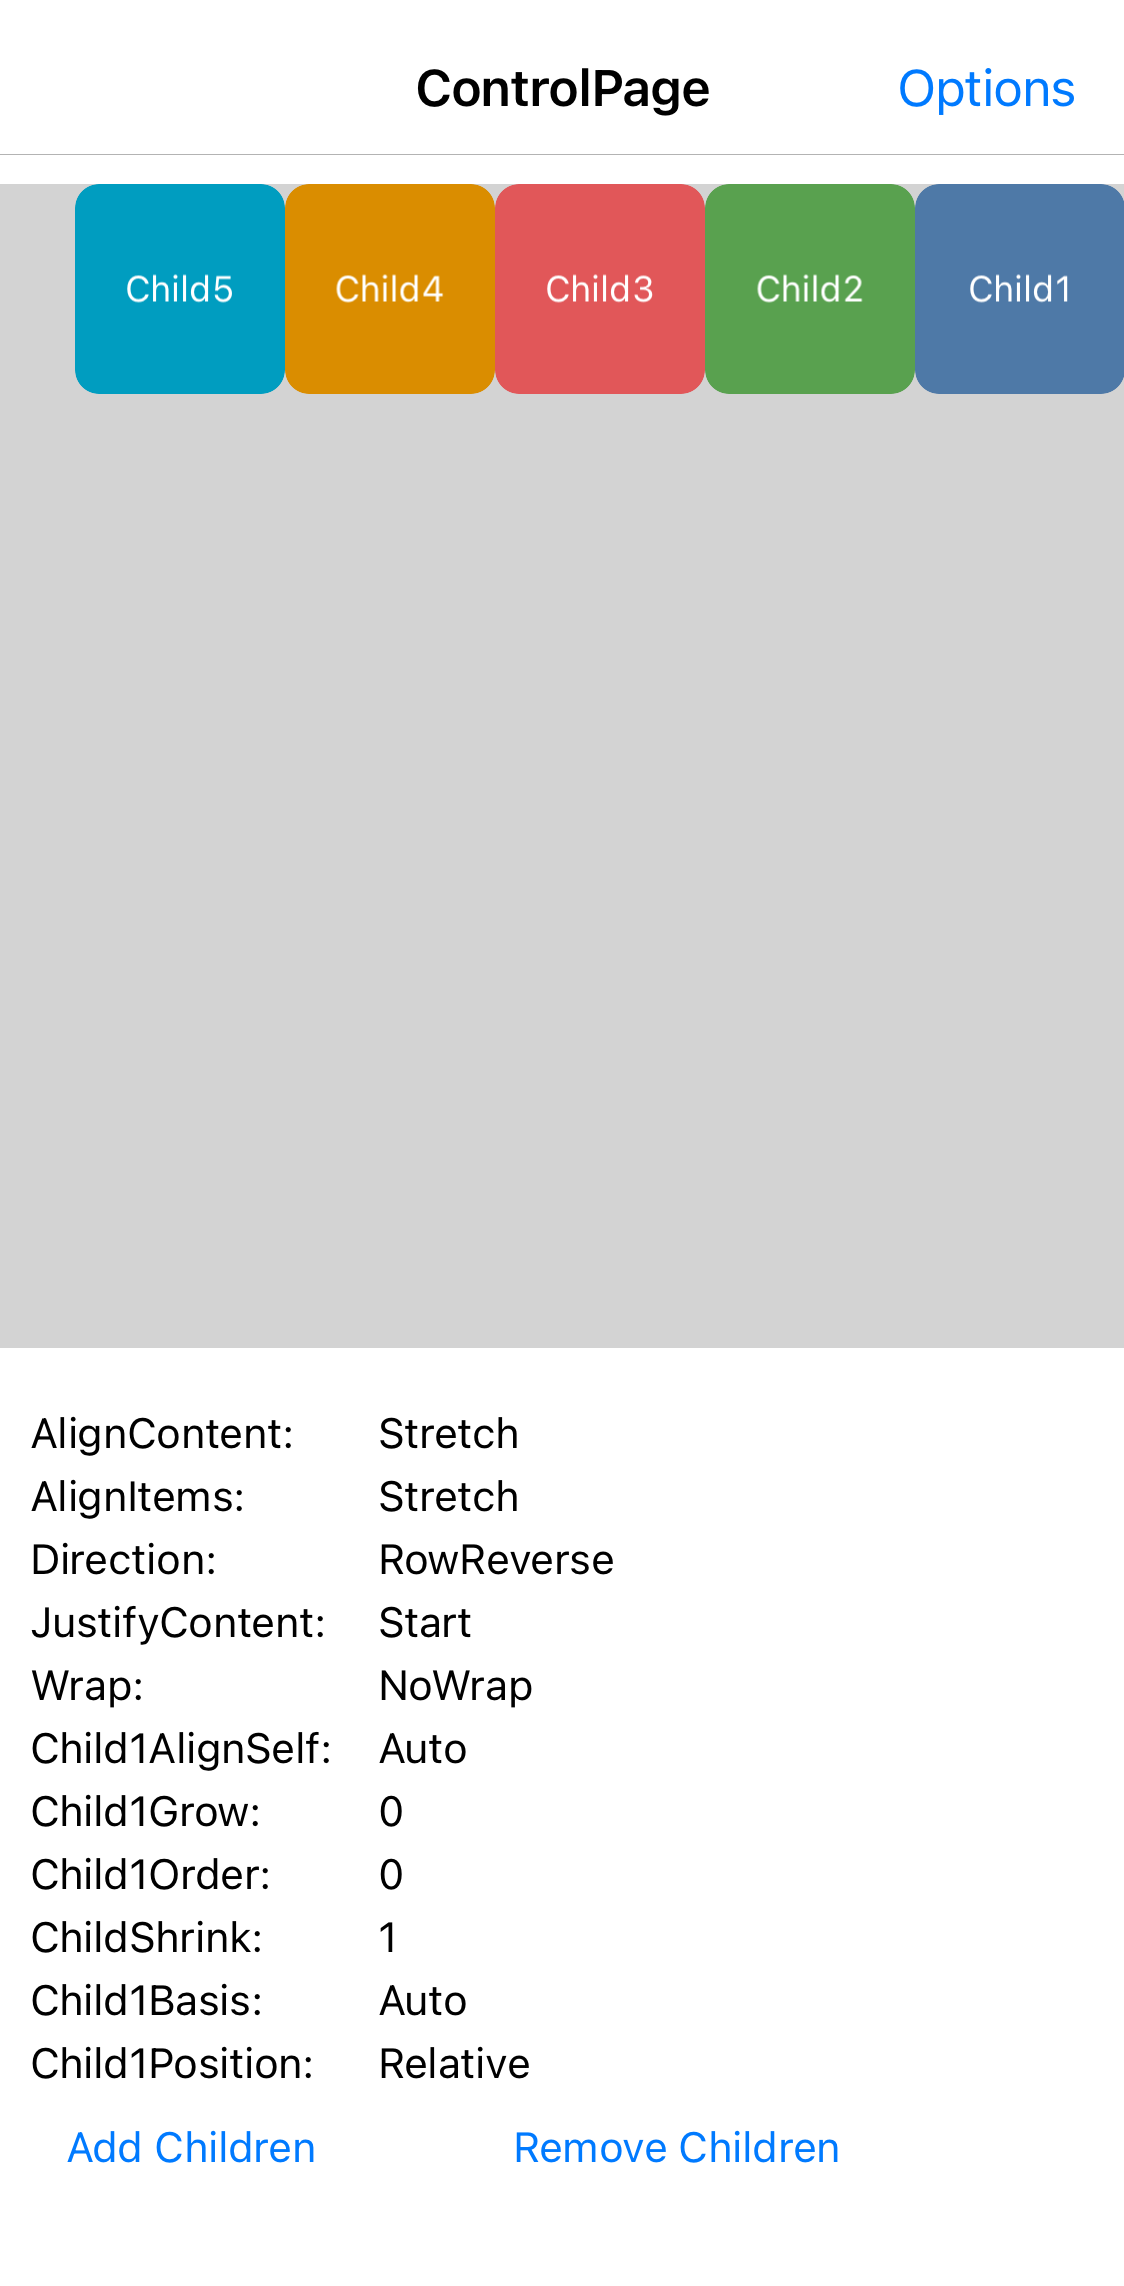 ControlPage Options
Child5 Child4 Child3 Child2 Child1
AlignContent: Stretch
AlignItems: Stretch
Direction: RowReverse
JustifyContent: Start
Wrap: NoWrap
Child1AlignSelf: Auto
Child1Grow: 0
Child1Order: 0
ChildShrink: 1
Child1Basis: Auto
Child1Position: Relative
Add Children Remove Children